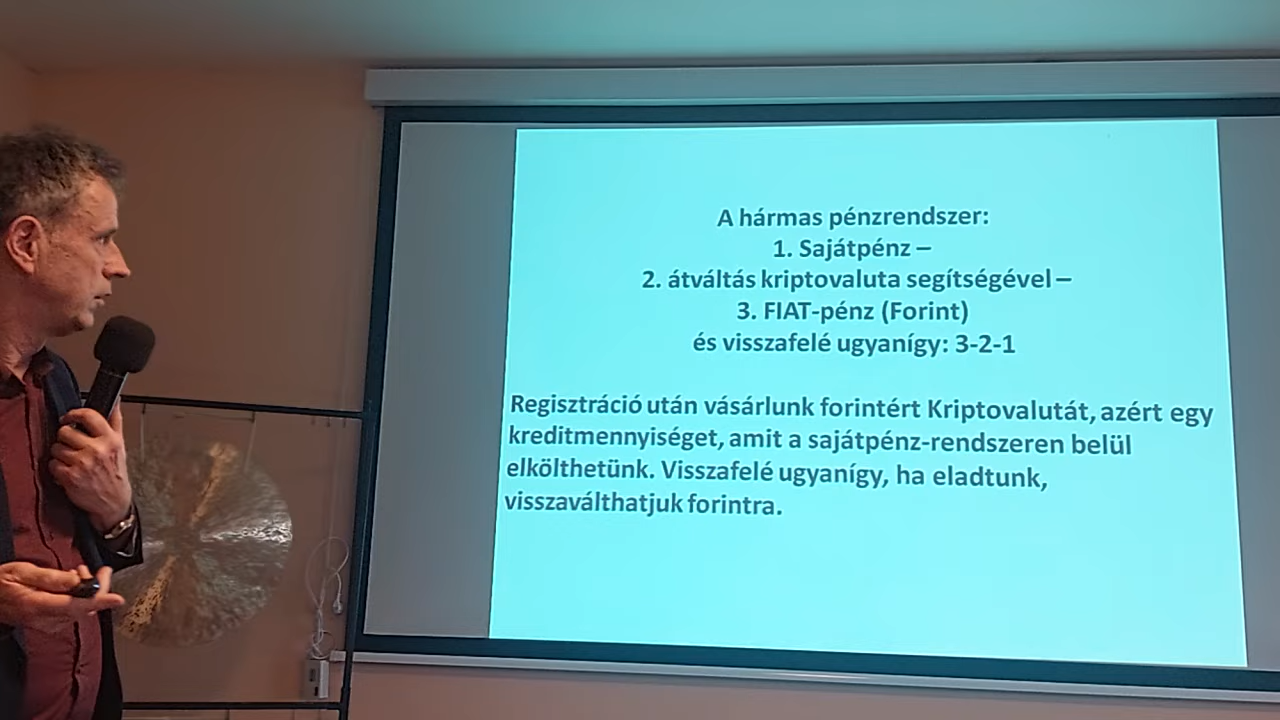 A hármas pénzrendszer:
1. Sajátpénz –
2. átváltás kriptovaluta segítségével –
3. FIAT-pénz (Forint)
és visszafelé ugyanígy: 3-2-1
Regisztráció után vásárlunk forintért Kriptovalutát, azért egy
kreditmennyiséget, amit a sajátpénz-rendszeren belül
elkölthetünk. Visszafelé ugyanígy, ha eladtunk,
visszaválthatjuk forintra.